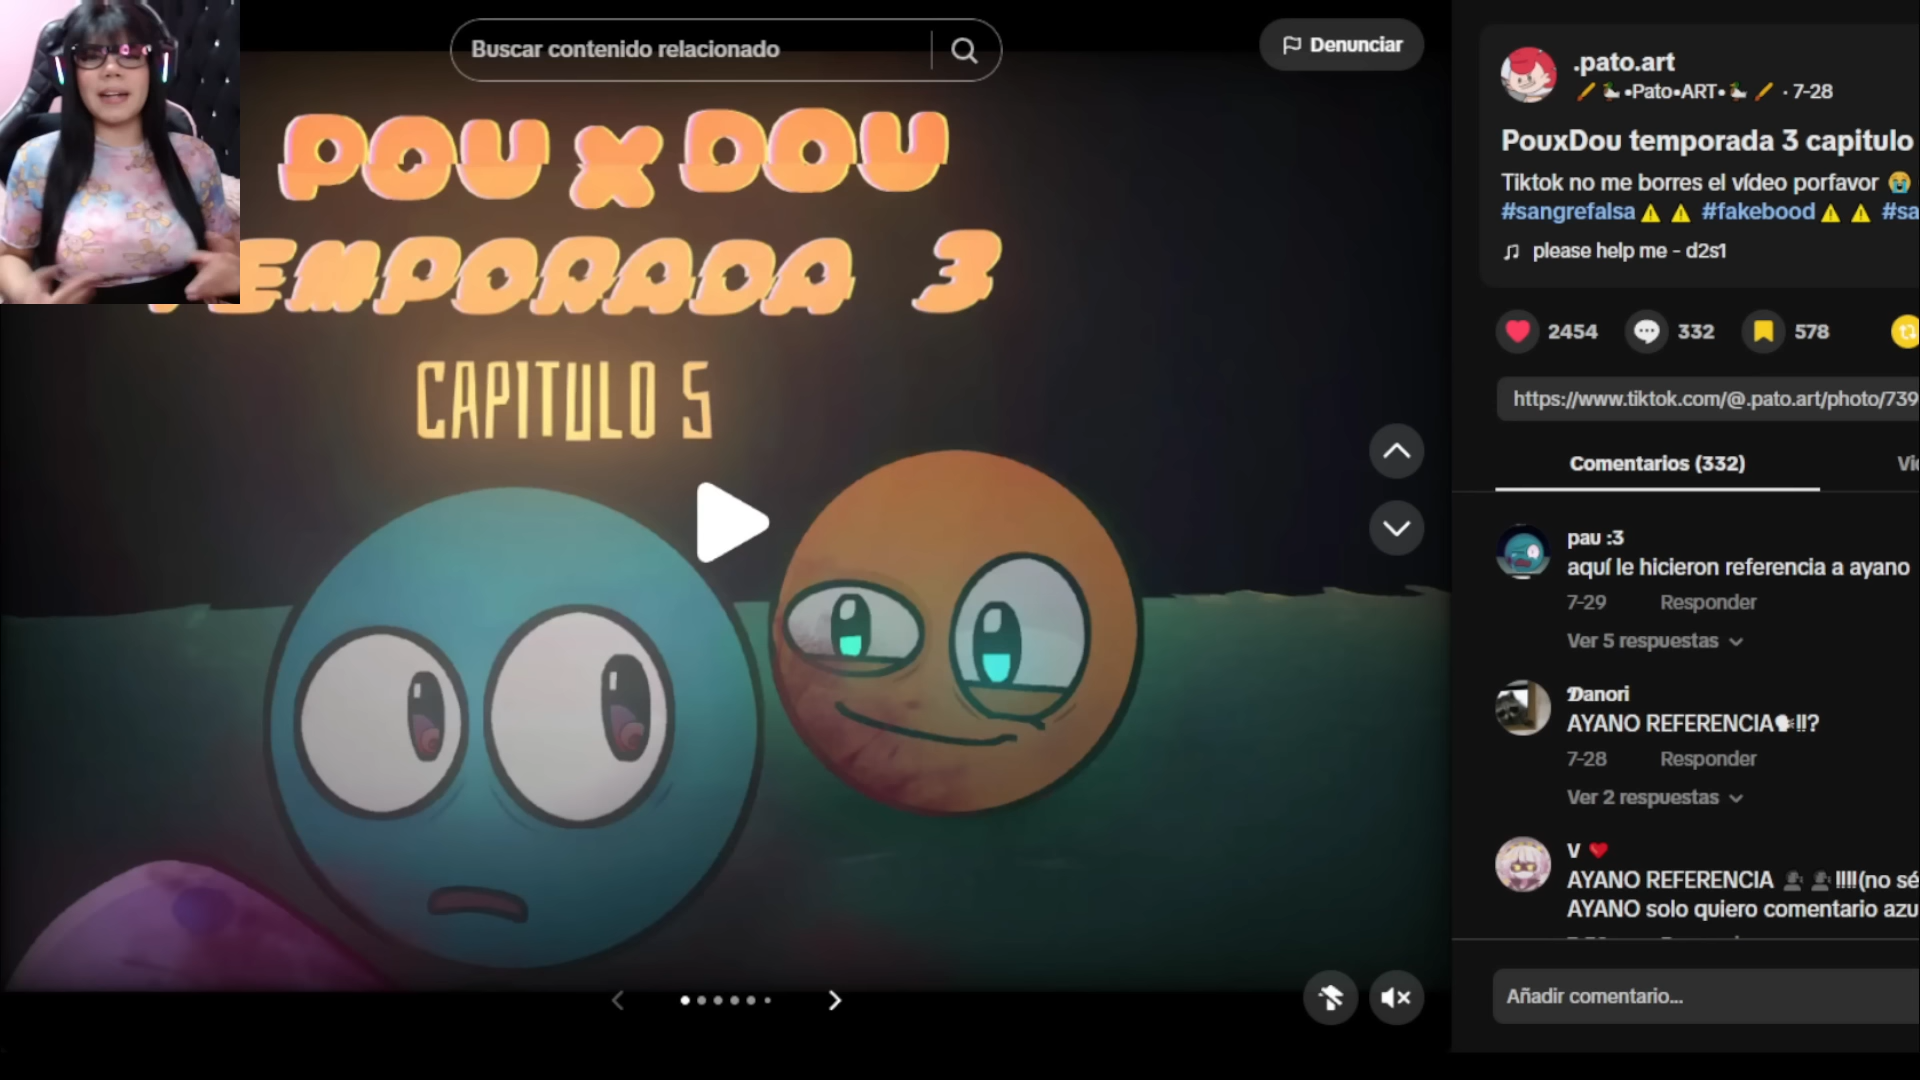 Buscar contenido relacionado
Denunciar
POU x DOU
TEMPORADA 3
CAPITULO 5
.pato.art
•Pato•ART• · 7-28
PouxDou temporada 3 capitulo
Tiktok no me borres el vídeo porfavor 😭
#sangrefalsa⚠️ ⚠️ #fakebood⚠️ ⚠️ #sa
please help me - d2s1
2454 332 578
https://www.tiktok.com/@.pato.art/photo/739
Comentarios (332)
Vi
pau :3
aquí le hicieron referencia a ayano
7-29 Responder
Ver 5 respuestas
Danori
AYANO REFERENCIA🗣‼️?
7-28 Responder
Ver 2 respuestas
V ❤️
AYANO REFERENCIA 👥 👥 !!!!(no sé
AYANO solo quiero comentario azu
Añadir comentario...